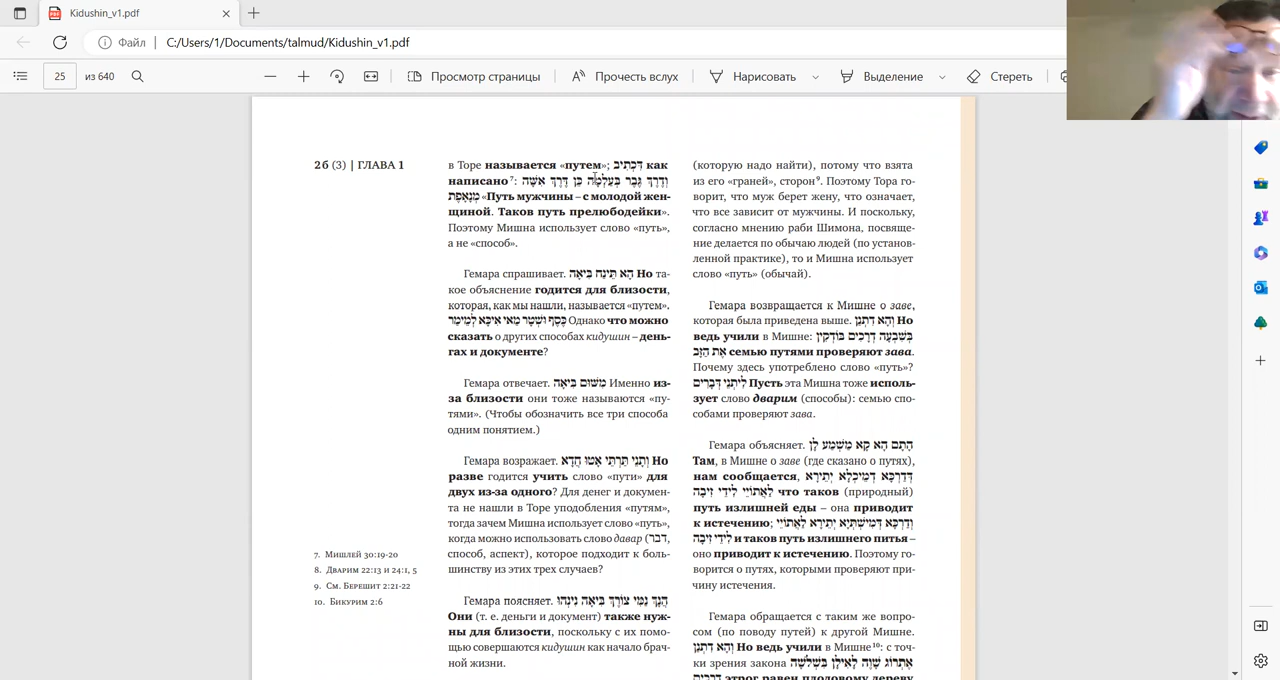 Kidushin_v1.pdf
Файл
C:/Users/1/Documents/talmud/Kidushin_v1.pdf
25
из 640
Просмотр страницы
Прочесть вслух
Нарисовать
Выделение
Стереть
2б (3) | ГЛАВА 1
в Торе называется «путем»; דִּכְתִיב как
написано⁷: וְדֶרֶךְ גֶּבֶר בְּעַלְמָה כֵּן דֶּרֶךְ אִשָּׁה
מְנָאָפֶת «Путь мужчины – с молодой жен-
щиной. Таков путь прелюбодейки».
Поэтому Мишна использует слово «путь»,
а не «способ».
Гемара спрашивает. הָא תִּינַח בִּיאָה Но та-
кое объяснение годится для близости,
которая, как мы нашли, называется «путем».
כֶּסֶף וּשְׁטָר מַאי אִיכָּא לְמֵימַר Однако что можно
сказать о других способах кидушин – день-
гах и документе?
Гемара отвечает. מִשּׁוּם בִּיאָה Именно из-
за близости они тоже называются «пу-
тями». (Чтобы обозначить все три способа
одним понятием.)
Гемара возражает. וְתָנֵי תַּרְתֵּי אַטּוּ חֲדָא Но
разве годится учить слово «пути» для
двух из-за одного? Для денег и докумен-
та не нашли в Торе уподобления «путям»,
тогда зачем Мишна использует слово «путь»,
когда можно использовать слово давар (דבר,
способ, аспект), которое подходит к боль-
шинству из этих трех случаев?
Гемара поясняет. הָנָךְ נַמִי צוֹרֶךְ בִּיאָה נִינְהוּ
Они (т. е. деньги и документ) также нуж-
ны для близости, поскольку с их помо-
щью совершаются кидушин как начало брач-
ной жизни.
7. Мишлей 30:19-20
8. Дварим 22:13 и 24:1, 5
9. См. Берешит 2:21-22
10. Бикурим 2:6
(которую надо найти), потому что взята
из его «граней», сторон⁹. Поэтому Тора го-
ворит, что муж берет жену, что означает,
что все зависит от мужчины. И поскольку,
согласно мнению раби Шимона, посвяще-
ние делается по обычаю людей (по установ-
ленной практике), то и Мишна использует
слово «путь» (обычай).
Гемара возвращается к Мишне о заве,
которая была приведена выше. וְהָא דִתְנַן Но
ведь учили в Мишне: בְּשִׁבְעָה דְּרָכִים בּוֹדְקִין
אֶת הַזָּב семью путями проверяют зава.
Почему здесь употреблено слово «путь»?
לִיתְנֵי דְּבָרִים Пусть эта Мишна тоже исполь-
зует слово дварим (способы): семью спо-
собами проверяют зава.
Гемара объясняет. הָתָם הָא קָא מַשְׁמַע לָן
Там, в Мишне о заве (где сказано о путях),
нам сообщается, דְּדַרְכָּא דְּמֵיכְלָא יַתִּירָא
לְאַתּוֹיֵי לִידֵי זִיבָה что таков (природный)
путь излишней еды – она приводит
к истечению; וְדַרְכָּא דְּמִישְׁתְּיָא יַתִּירָא לְאַתּוֹיֵי
לִידֵי זִיבָה и таков путь излишнего питья –
оно приводит к истечению. Поэтому го-
ворится о путях, которыми проверяют при-
чину истечения.
Гемара обращается с таким же вопро-
сом (по поводу путей) к другой Мишне.
וְהָא דִתְנַן Но ведь учили в Мишне¹⁰: с точ-
ки зрения закона אֶתְרוֹג שָׁוֶה לָאִילָן בִּשְׁלֹשָׁה
דְּרָכִים этрог равен плодовому дереву